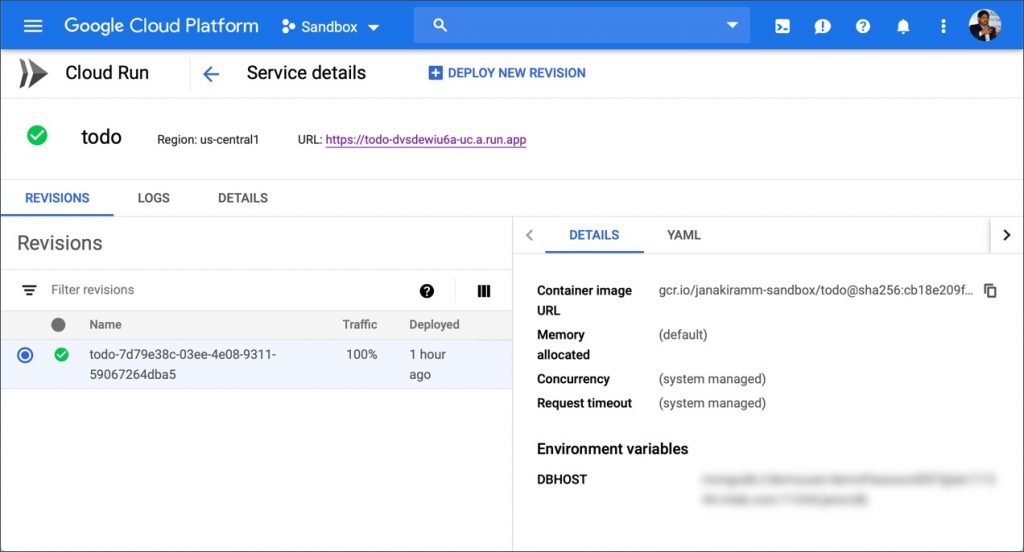 Google Cloud Platform Sandbox
Cloud Run Service details DEPLOY NEW REVISION
todo Region: us-central1 URL: https://todo-dvsdewiu6a-uc.a.run.app
REVISIONS LOGS DETAILS
Revisions
Filter revisions
Name Traffic Deployed
todo-7d79e38c-03ee-4e08-9311-
59067264dba5
100%
1 hour
ago
DETAILS YAML
Container image
URL
gcr.io/janakiramm-sandbox/todo@sha256:cb18e209f...
Memory
allocated
(default)
Concurrency (system managed)
Request timeout (system managed)
Environment variables
DBHOST